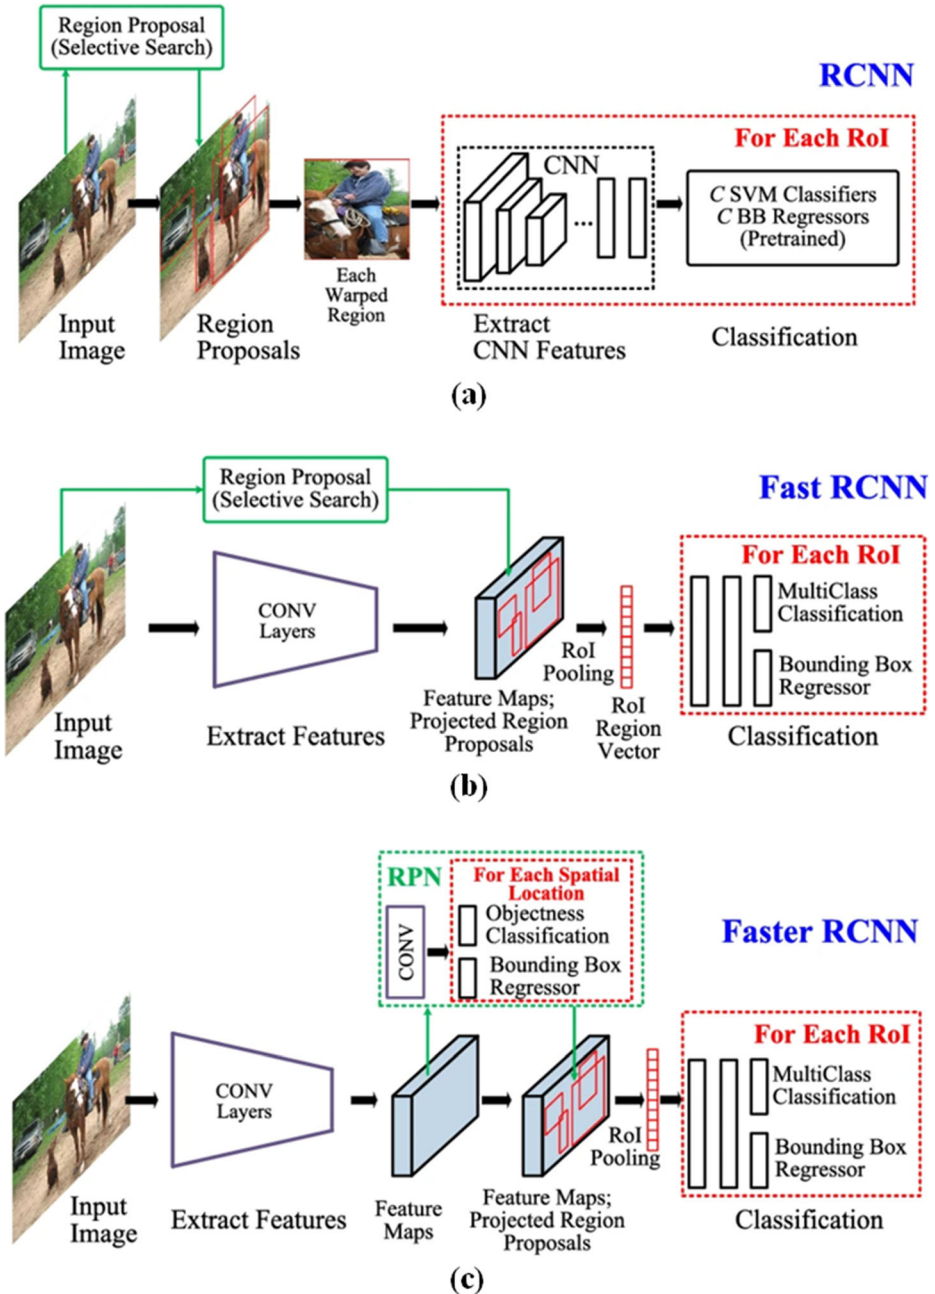 Region Proposal
(Selective Search)
RCNN
For Each RoI
CNN
...
C SVM Classifiers
C BB Regressors
(Pretrained)
Each
Warped
Region
Input
Image
Region
Proposals
Extract
CNN Features
Classification
(a)
Region Proposal
(Selective Search)
Fast RCNN
For Each RoI
CONV
Layers
MultiClass
Classification
RoI
Pooling
Bounding Box
Regressor
Input
Image
Extract Features
Feature Maps;
Projected Region
Proposals
RoI
Region
Vector
Classification
(b)
RPN
For Each Spatial
Location
Objectness
Classification
CONV
Bounding Box
Regressor
Faster RCNN
For Each RoI
CONV
Layers
MultiClass
Classification
RoI
Pooling
Bounding Box
Regressor
Input
Image
Extract Features
Feature
Maps
Feature Maps;
Projected Region
Proposals
Classification
(c)